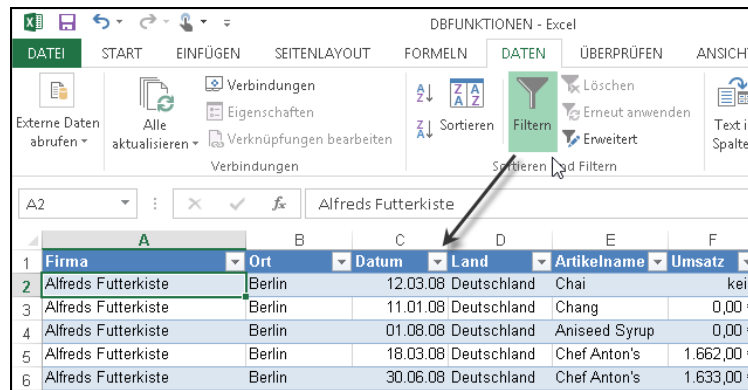 DBFUNKTIONEN - Excel
DATEI START EINFÜGEN SEITENLAYOUT FORMELN DATEN ÜBERPRÜFEN ANSICHT
Externe Daten abrufen
Alle aktualisieren
Verbindungen
Eigenschaften
Verknüpfungen bearbeiten
Verbindungen
Sortieren
Filtern
Löschen
Erneut anwenden
Erweitert
Sortieren und Filtern
Text i
Spalte
A2 fx Alfreds Futterkiste
A B C D E F
1 Firma Ort Datum Land Artikelname Umsatz
2 Alfreds Futterkiste Berlin 12.03.08 Deutschland Chai kei
3 Alfreds Futterkiste Berlin 11.01.08 Deutschland Chang 0,00
4 Alfreds Futterkiste Berlin 01.08.08 Deutschland Aniseed Syrup 0,00
5 Alfreds Futterkiste Berlin 18.03.08 Deutschland Chef Anton's 1.662,00
6 Alfreds Futterkiste Berlin 30.06.08 Deutschland Chef Anton's 1.633,00